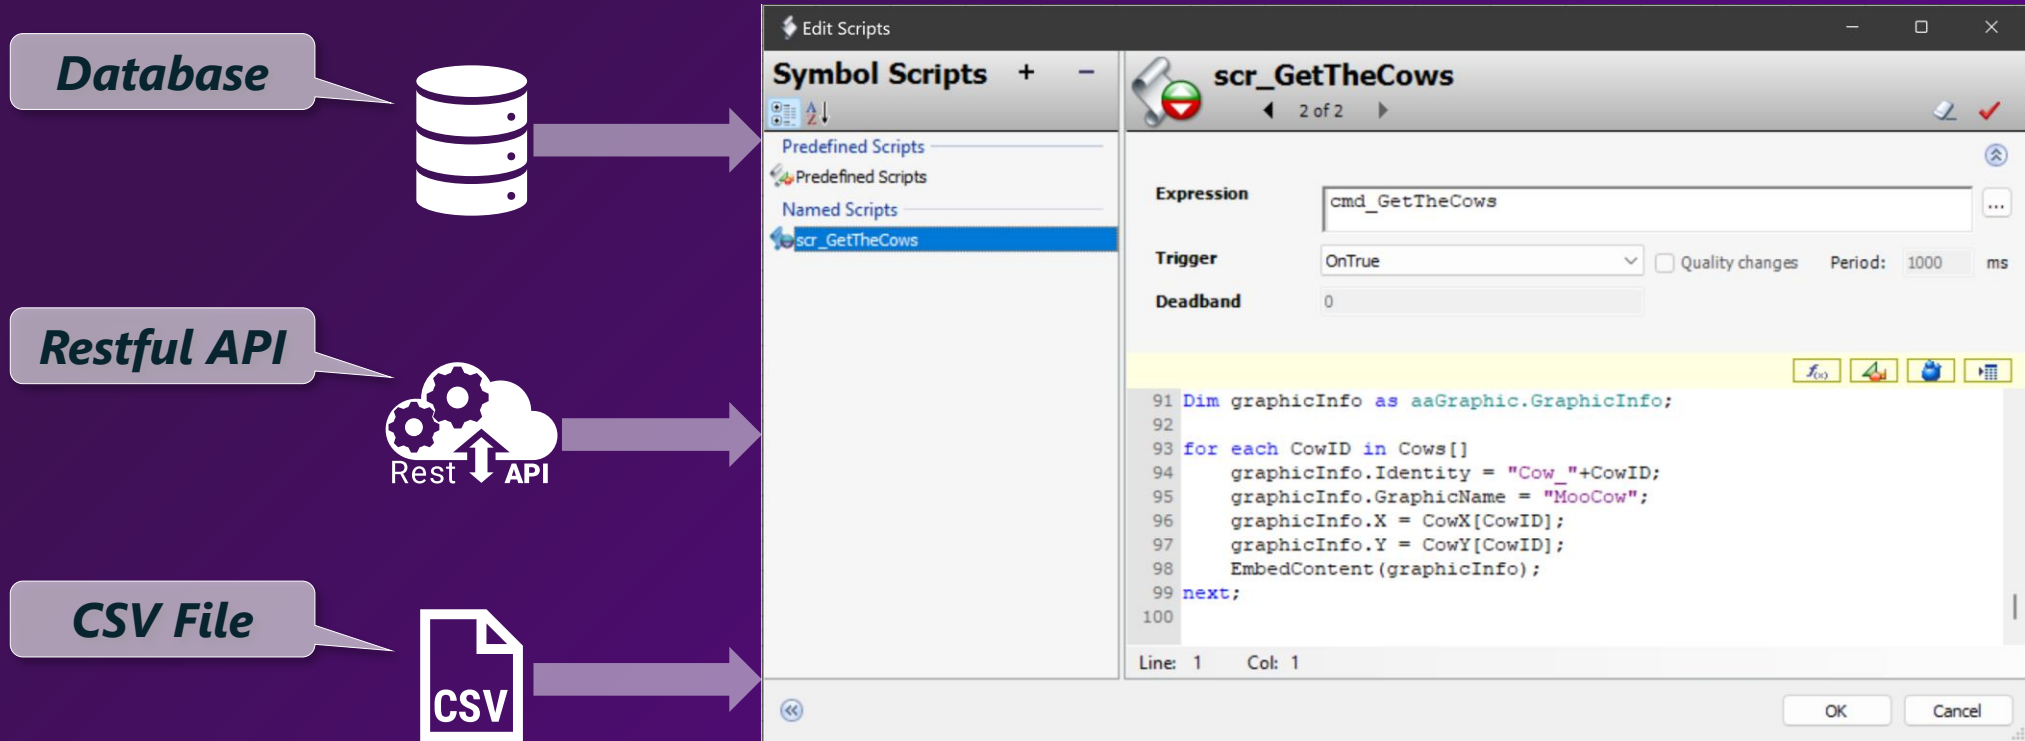 Database
Restful API
Rest API
CSV File
CSV
Edit Scripts
Symbol Scripts + -
Predefined Scripts
Predefined Scripts
Named Scripts
scr_GetTheCows
scr_GetTheCows
2 of 2
Expression
cmd_GetTheCows
...
Trigger
OnTrue
Quality changes
Period: 1000 ms
Deadband
0
f(x)
91 Dim graphicInfo as aaGraphic.GraphicInfo;
92
93 for each CowID in Cows[]
94 graphicInfo.Identity = "Cow_"+CowID;
95 graphicInfo.GraphicName = "MooCow";
96 graphicInfo.X = CowX[CowID];
97 graphicInfo.Y = CowY[CowID];
98 EmbedContent(graphicInfo);
99 next;
100
Line: 1 Col: 1
OK
Cancel